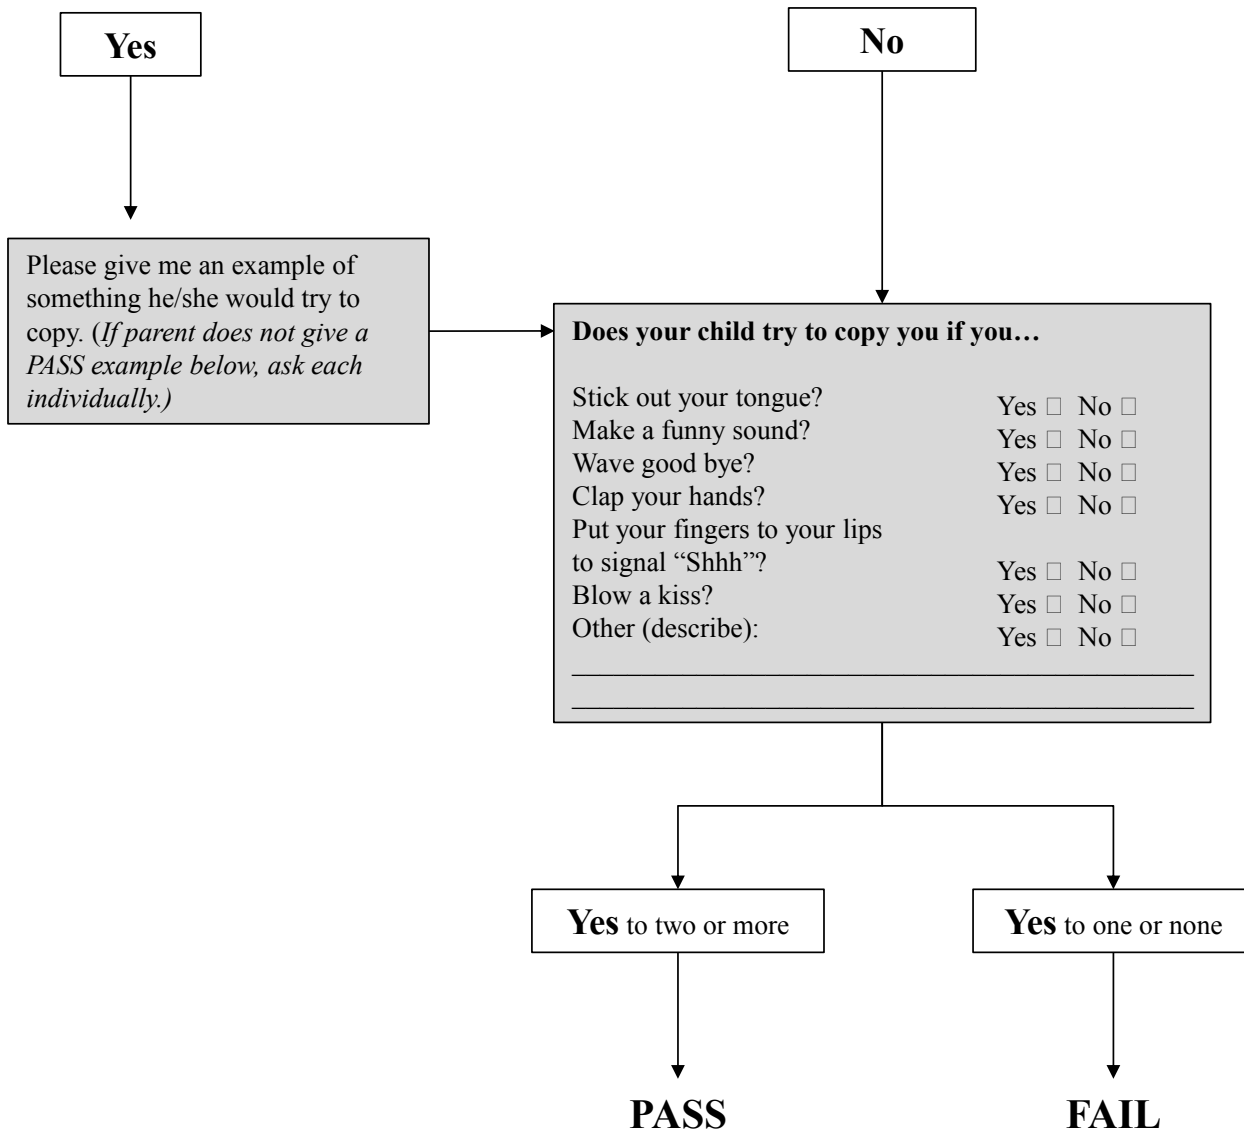 Yes
No
Please give me an example of
something he/she would try to
copy. (If parent does not give a
PASS example below, ask each
individually.)
Does your child try to copy you if you…
Stick out your tongue? Yes □ No □
Make a funny sound? Yes □ No □
Wave good bye? Yes □ No □
Clap your hands? Yes □ No □
Put your fingers to your lips
to signal “Shhh”? Yes □ No □
Blow a kiss? Yes □ No □
Other (describe): Yes □ No □
Yes to two or more
Yes to one or none
PASS
FAIL